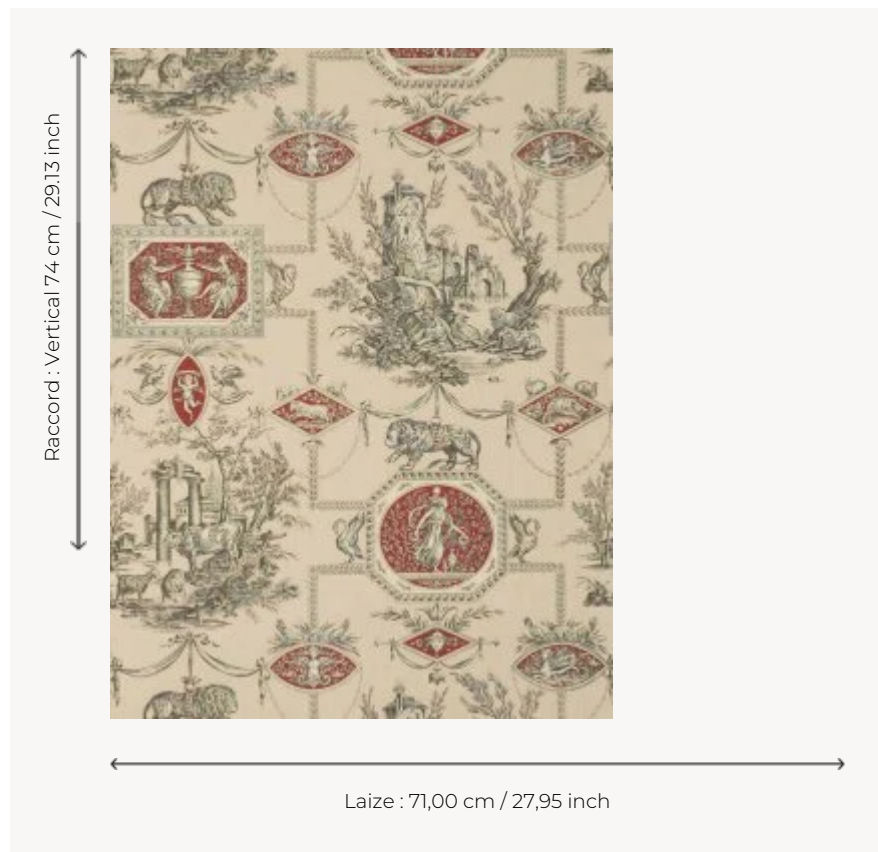 Raccord : Vertical 74 cm / 29.13 inch
Laize : 71,00 cm / 27,95 inch